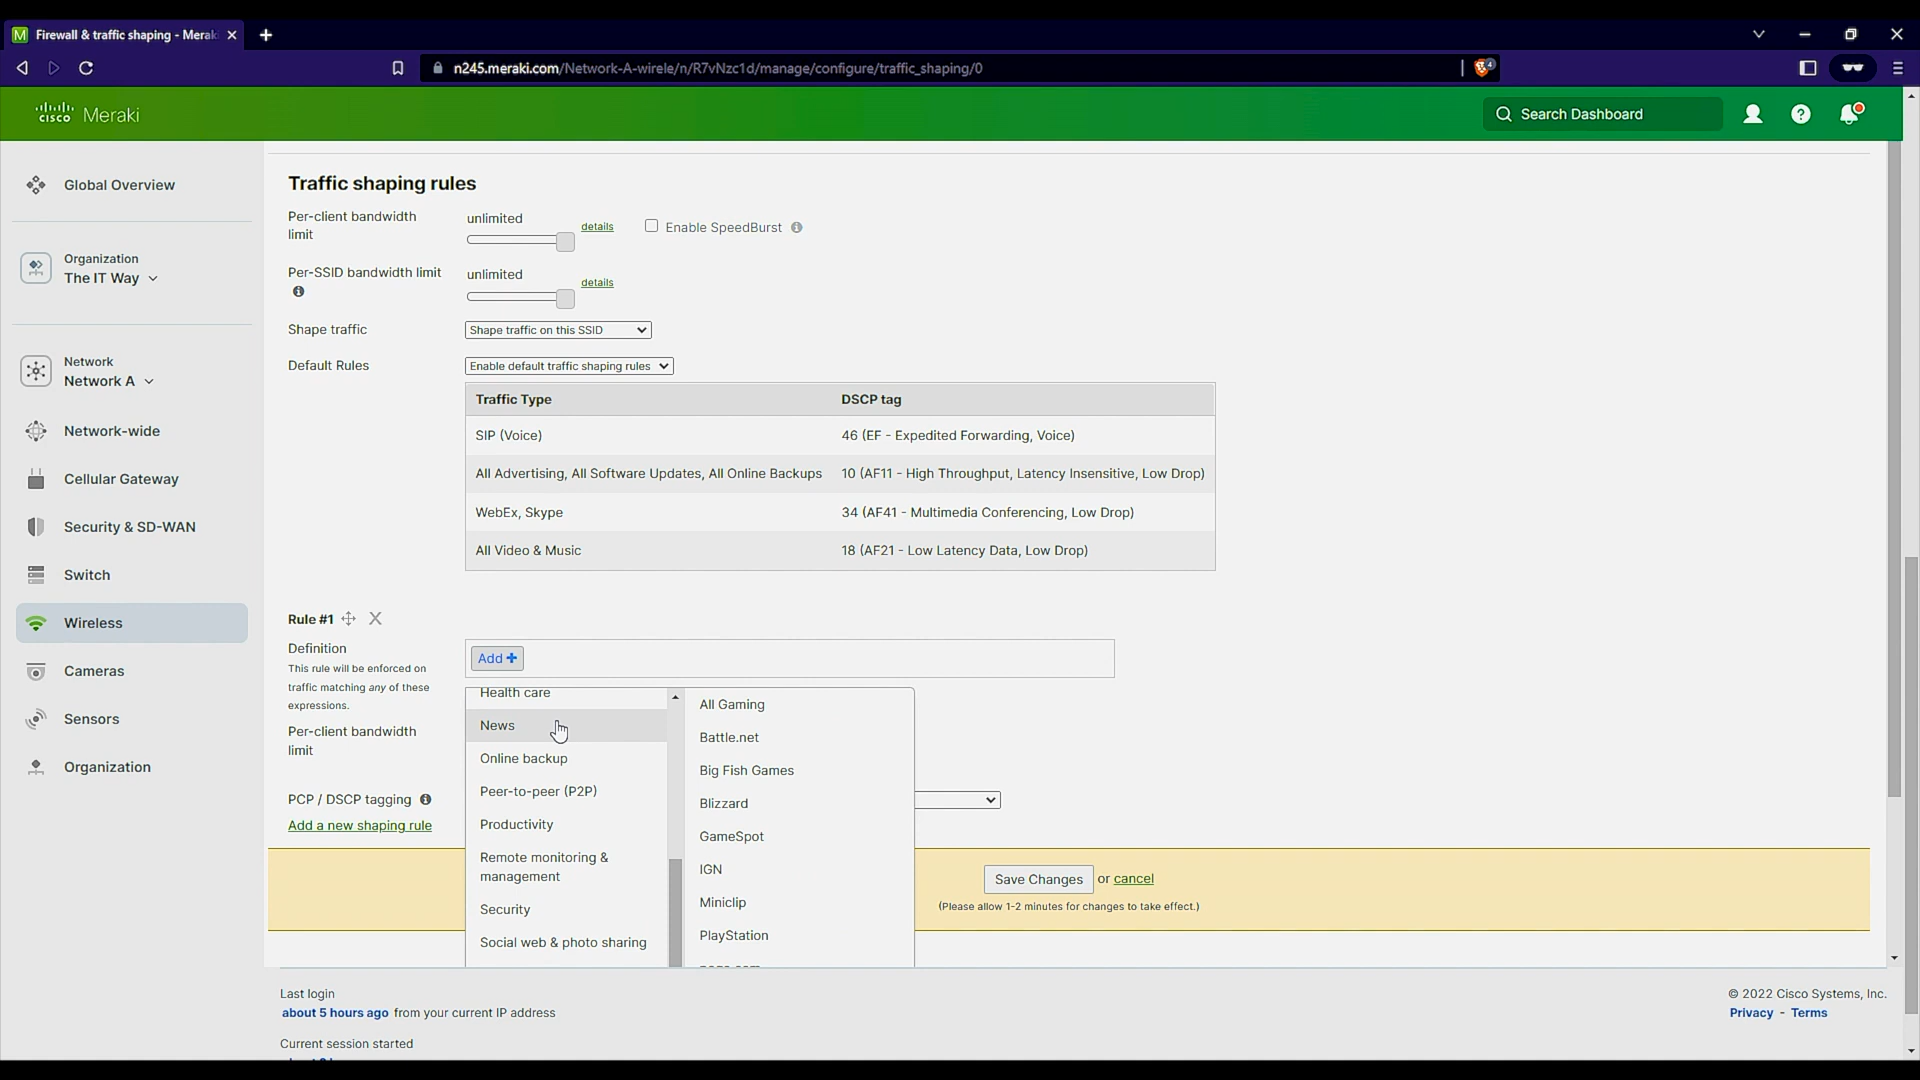 Firewall & traffic shaping - Merak
n245.meraki.com/Network-A-wirele/n/R7vNzc1d/manage/configure/traffic_shaping/0
4
cisco Meraki
Search Dashboard
Global Overview
Organization
The IT Way
Network
Network A
Network-wide
Cellular Gateway
Security & SD-WAN
Switch
Wireless
Cameras
Sensors
Organization
Traffic shaping rules
Per-client bandwidth
limit
unlimited
details
Enable SpeedBurst
Per-SSID bandwidth limit
unlimited
details
Shape traffic
Shape traffic on this SSID
Default Rules
Enable default traffic shaping rules
Traffic Type DSCP tag
SIP (Voice) 46 (EF - Expedited Forwarding, Voice)
All Advertising, All Software Updates, All Online Backups 10 (AF11 - High Throughput, Latency Insensitive, Low Drop)
WebEx, Skype 34 (AF41 - Multimedia Conferencing, Low Drop)
All Video & Music 18 (AF21 - Low Latency Data, Low Drop)
Rule #1
Definition
This rule will be enforced on
traffic matching any of these
expressions.
Add +
Per-client bandwidth
limit
PCP / DSCP tagging
Add a new shaping rule
Health care
News
Online backup
Peer-to-peer (P2P)
Productivity
Remote monitoring &
management
Security
Social web & photo sharing
All Gaming
Battle.net
Big Fish Games
Blizzard
GameSpot
IGN
Miniclip
PlayStation
Save Changes or cancel
(Please allow 1-2 minutes for changes to take effect.)
Last login
about 5 hours ago from your current IP address
Current session started
© 2022 Cisco Systems, Inc.
Privacy - Terms